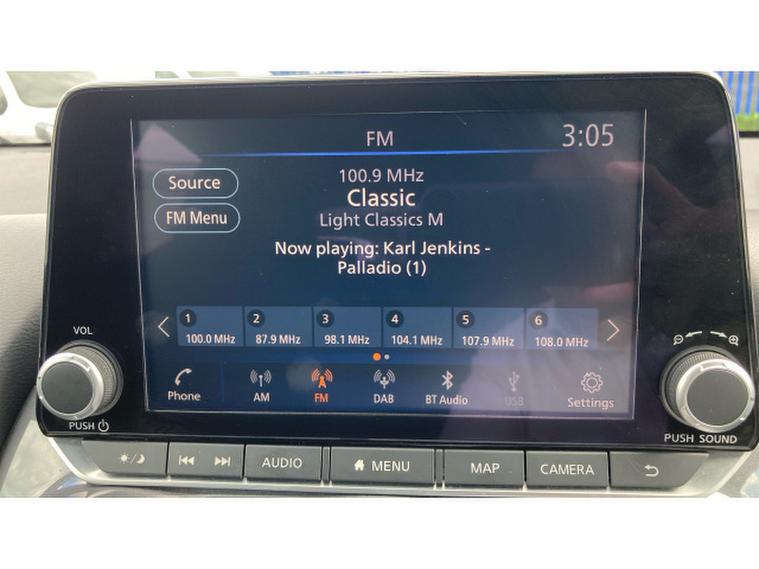 FM 3:05
Source
FM Menu
100.9 MHz
Classic
Light Classics M
Now playing: Karl Jenkins -
Palladio (1)
1 2 3 4 5 6
100.0 MHz 87.9 MHz 98.1 MHz 104.1 MHz 107.9 MHz 108.0 MHz
Phone AM FM DAB BT Audio USB Settings
VOL
PUSH
PUSH SOUND
AUDIO MENU MAP CAMERA